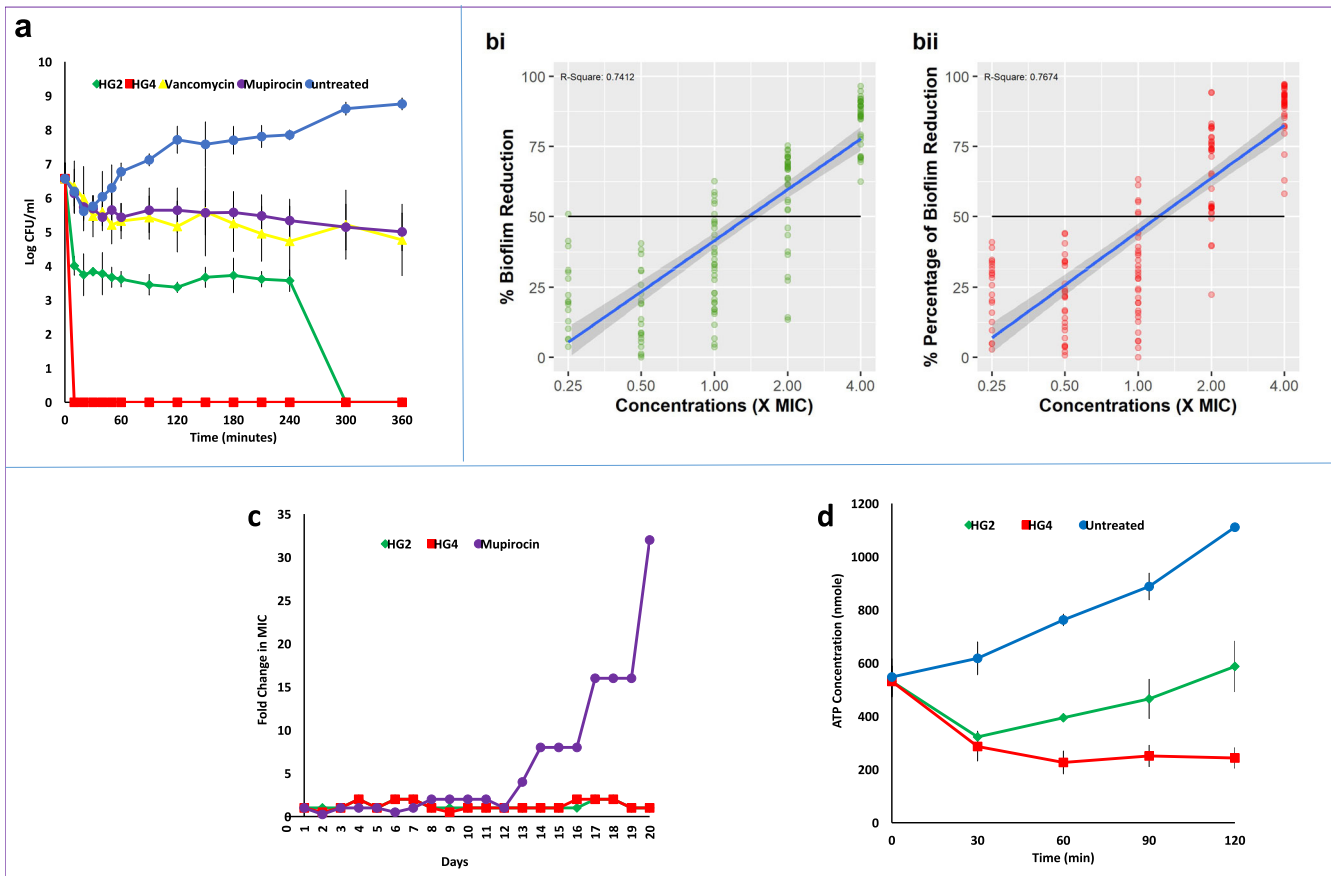 a
10
9
8
7
6
5
4
3
2
1
0
Log CFU/ml
HG2 HG4 Vancomycin Mupirocin untreated
0 60 120 180 240 300 360
Time (minutes)
bi
R-Square: 0.7412
100
75
50
25
0
% Biofilm Reduction
0.25 0.50 1.00 2.00 4.00
Concentrations (X MIC)
bii
R-Square: 0.7674
100
75
50
25
0
% Percentage of Biofilm Reduction
0.25 0.50 1.00 2.00 4.00
Concentrations (X MIC)
c
35
30
25
20
15
10
5
0
Fold Change in MIC
HG2 HG4 Mupirocin
0 1 2 3 4 5 6 7 8 9 10 11 12 13 14 15 16 17 18 19 20
Days
d
1200
1000
800
600
400
200
0
ATP Concentration (nmole)
HG2 HG4 Untreated
0 30 60 90 120
Time (min)